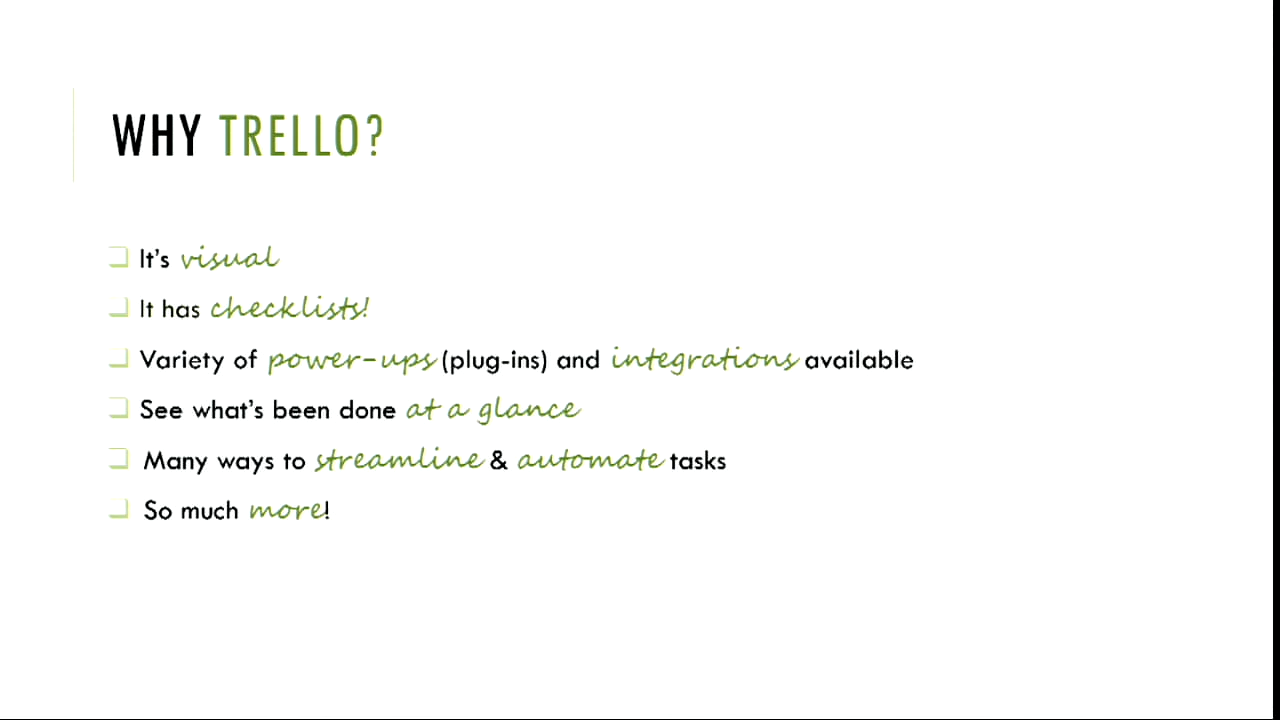 WHY TRELLO?
It's visual
It has checklists!
Variety of power-ups (plug-ins) and integrations available
See what's been done at a glance
Many ways to streamline & automate tasks
So much more!